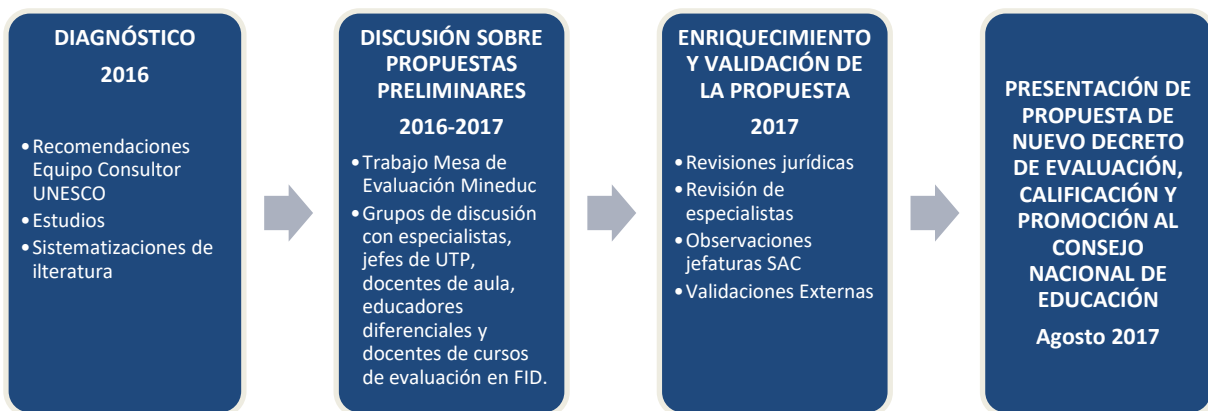 DIAGNÓSTICO
2016
•Recomendaciones
Equipo Consultor
UNESCO
•Estudios
•Sistematizaciones de
ilteratura
DISCUSIÓN SOBRE
PROPUESTAS
PRELIMINARES
2016-2017
•Trabajo Mesa de
Evaluación Mineduc
•Grupos de discusión
con especialistas,
jefes de UTP,
docentes de aula,
educadores
diferenciales y
docentes de cursos
de evaluación en FID.
ENRIQUECIMIENTO
Y VALIDACIÓN DE
LA PROPUESTA
2017
•Revisiones jurídicas
•Revisión de
especialistas
•Observaciones
jefaturas SAC
•Validaciones Externas
PRESENTACIÓN DE
PROPUESTA DE
NUEVO DECRETO
DE EVALUACIÓN,
CALIFICACIÓN Y
PROMOCIÓN AL
CONSEJO
NACIONAL DE
EDUCACIÓN
Agosto 2017